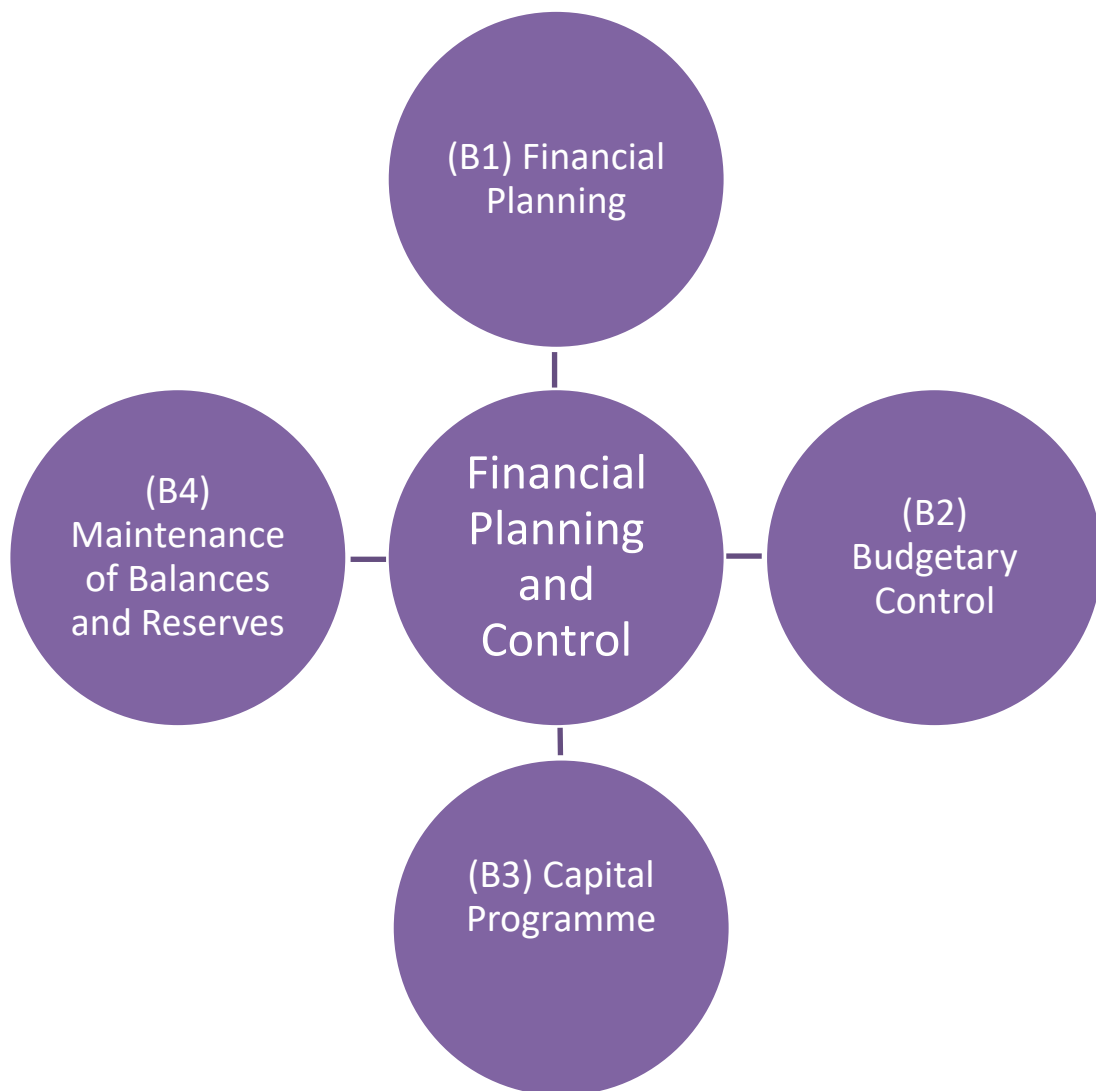 (B1) Financial
Planning
(B4)
Maintenance
of Balances
and Reserves
Financial
Planning
and
Control
(B2)
Budgetary
Control
(B3) Capital
Programme